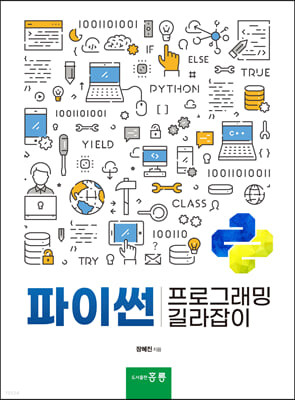 1001101001
IF
ELSE
TRUE
PYTHON
[ ]
1001101001
YIELD
C++
10011010011
CLASS
100110
TRY
파이썬
프로그래밍
길라잡이
장혜진 지음
도서출판 홍릉